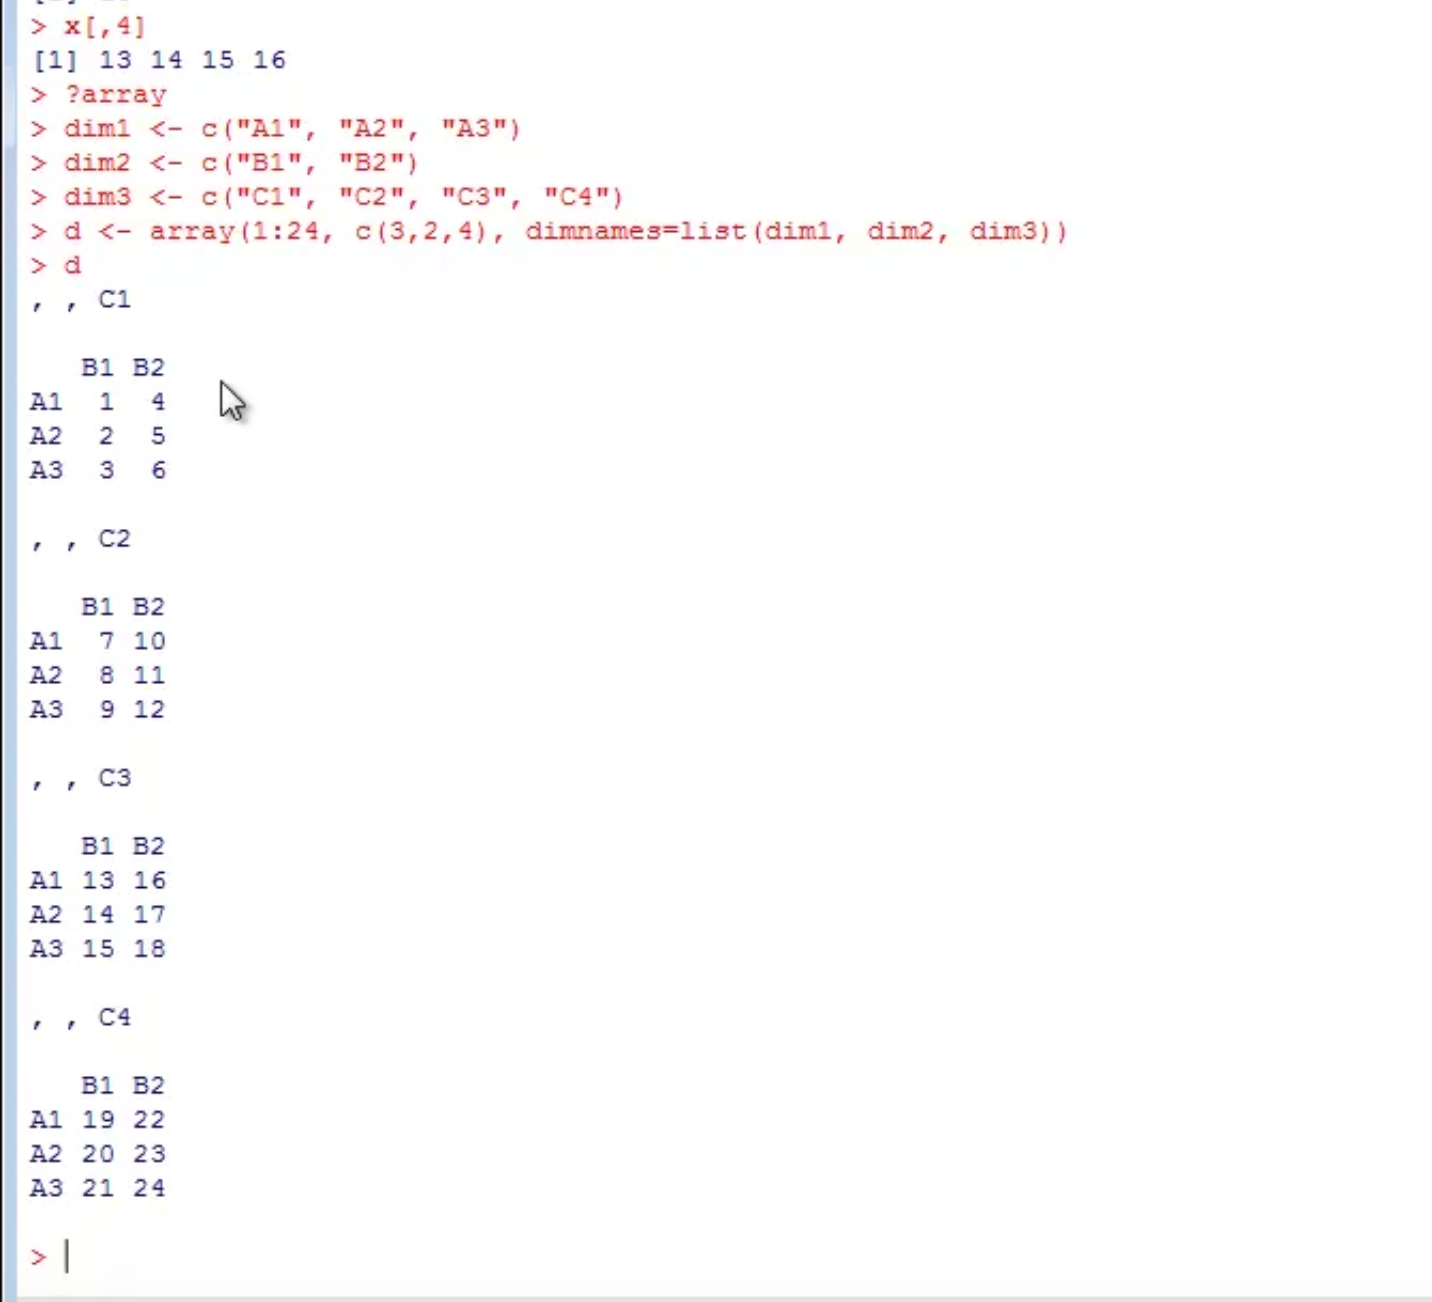 > x[,4]
[1] 13 14 15 16
> ?array
> dim1 <- c("A1", "A2", "A3")
> dim2 <- c("B1", "B2")
> dim3 <- c("C1", "C2", "C3", "C4")
> d <- array(1:24, c(3,2,4), dimnames=list(dim1, dim2, dim3))
> d
, , C1
B1 B2
A1 1 4
A2 2 5
A3 3 6
, , C2
B1 B2
A1 7 10
A2 8 11
A3 9 12
, , C3
B1 B2
A1 13 16
A2 14 17
A3 15 18
, , C4
B1 B2
A1 19 22
A2 20 23
A3 21 24
>